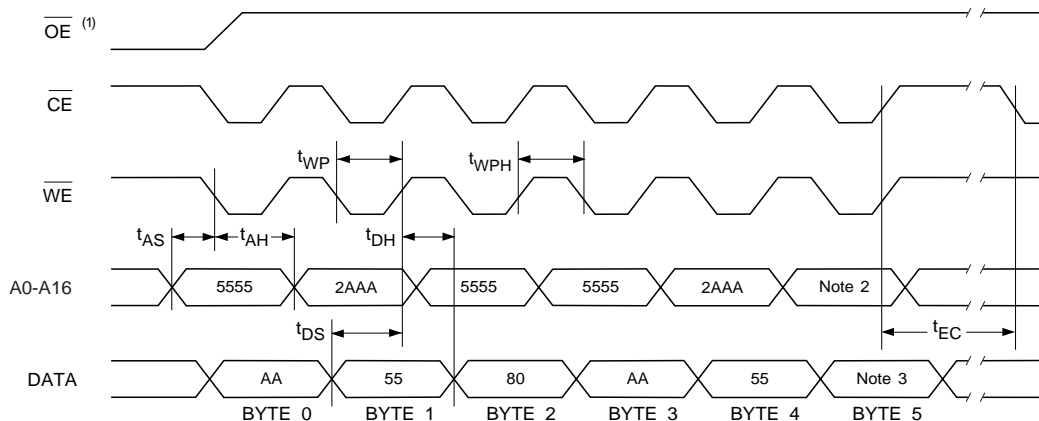 OE (1)
CE
tWP
tWPH
WE
tAS
tAH
tDH
A0-A16
5555
2AAA
5555
5555
2AAA
Note 2
tDS
tEC
DATA
AA
55
80
AA
55
Note 3
BYTE 0
BYTE 1
BYTE 2
BYTE 3
BYTE 4
BYTE 5